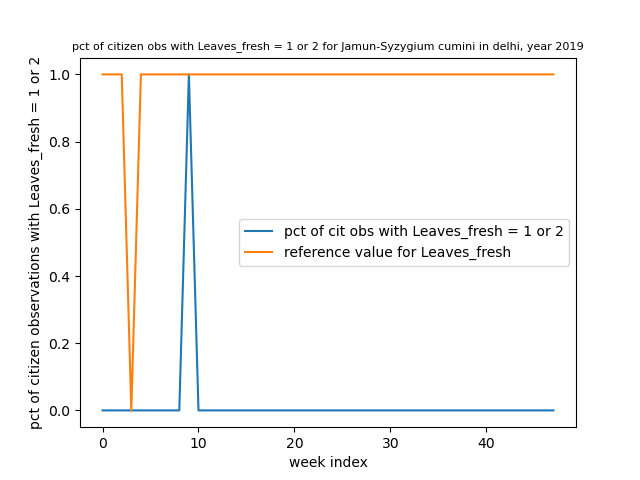 pct of citizen obs with Leaves_fresh = 1 or 2 for Jamun-Syzygium cumini in delhi, year 2019
pct of citizen observations with Leaves_fresh = 1 or 2
1.0
0.8
0.6
0.4
0.2
0.0
pct of cit obs with Leaves_fresh = 1 or 2
reference value for Leaves_fresh
0 10 20 30 40
week index